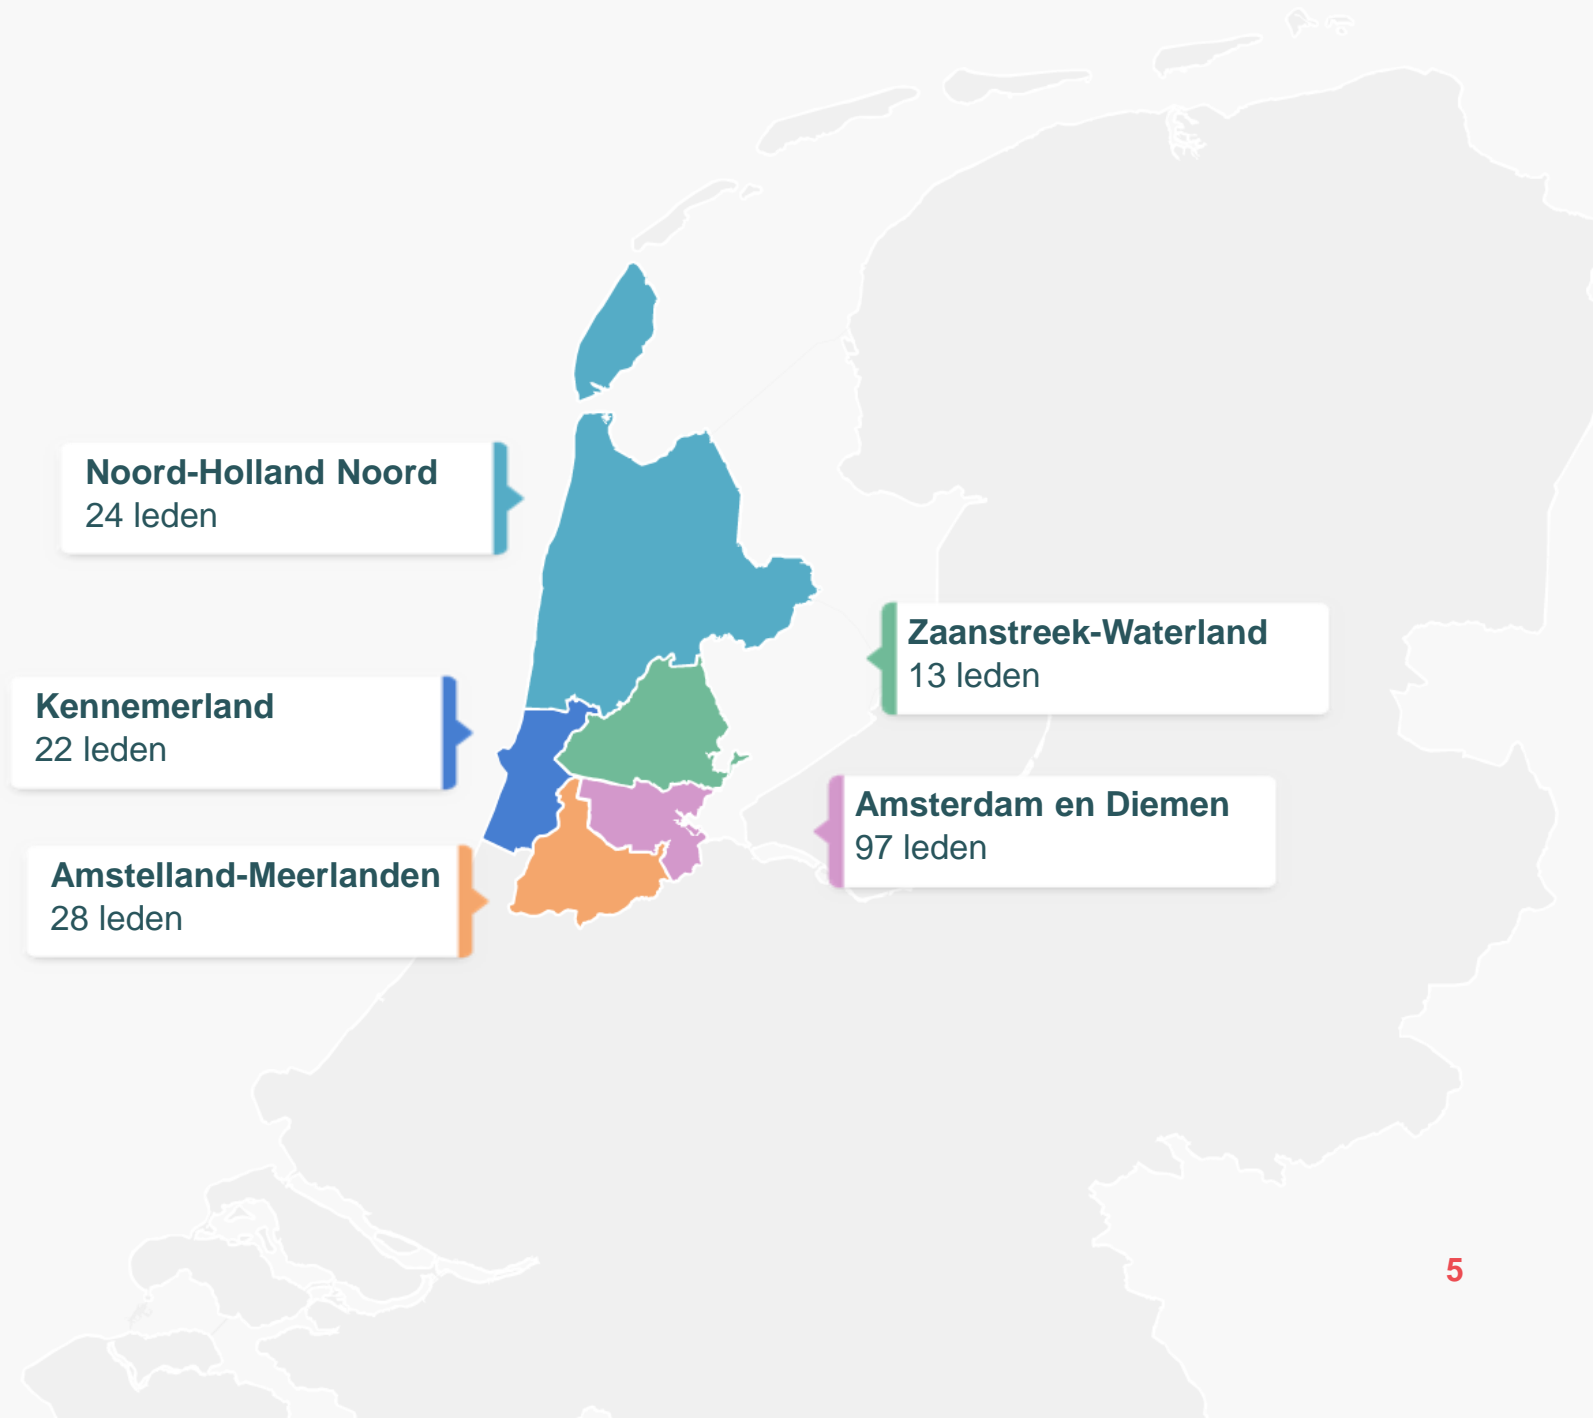 Noord-Holland Noord
24 leden
Zaanstreek-Waterland
13 leden
Kennemerland
22 leden
Amsterdam en Diemen
97 leden
Amstelland-Meerlanden
28 leden
5